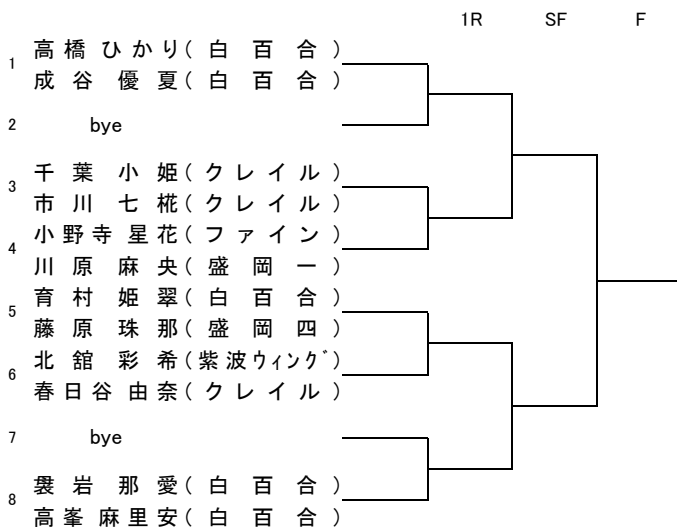 1R SF F
1 高橋ひかり(白百合)
成谷優夏(白百合)
2 bye
3 千葉小姫(クレイル)
市川七椛(クレイル)
4 小野寺星花(ファイン)
川原麻央(盛岡一)
5 育村姫翠(白百合)
藤原珠那(盛岡四)
6 北舘彩希(紫波ウィング)
春日谷由奈(クレイル)
7 bye
8 袰岩那愛(白百合)
高峯麻里安(白百合)